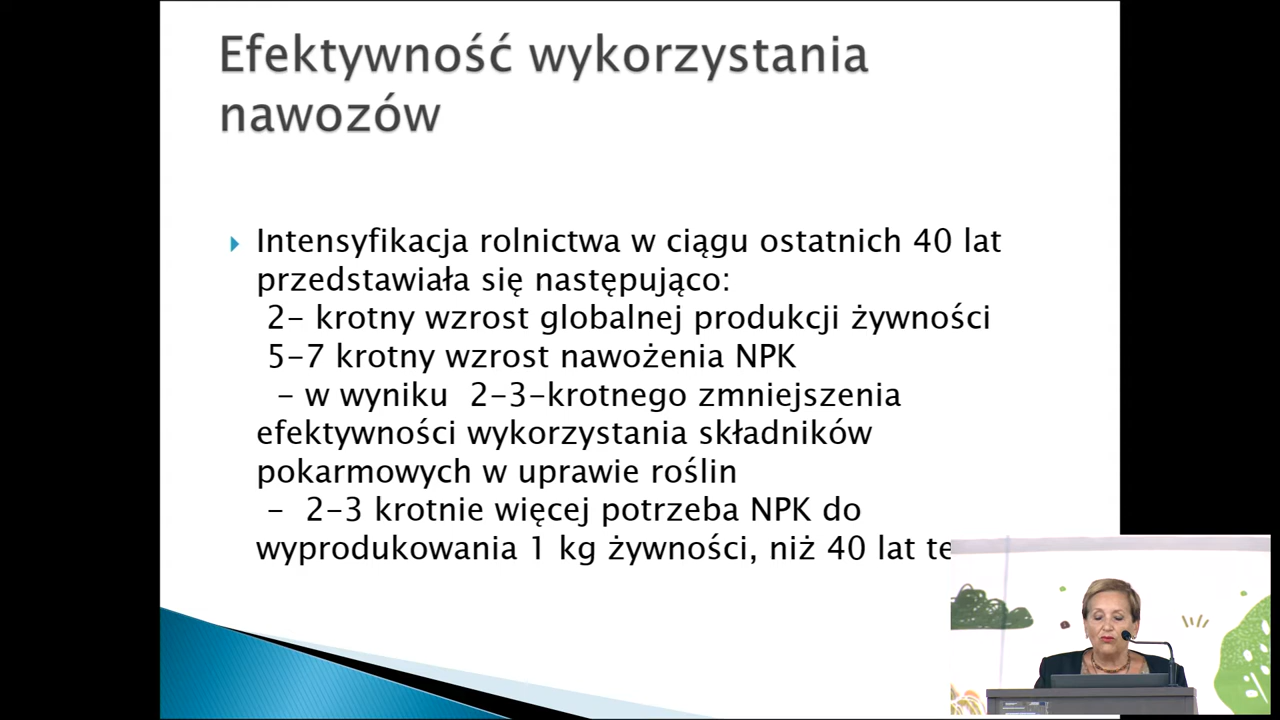 Efektywność wykorzystania
nawozów
Intensyfikacja rolnictwa w ciągu ostatnich 40 lat
przedstawiała się następująco:
2- krotny wzrost globalnej produkcji żywności
5-7 krotny wzrost nawożenia NPK
- w wyniku 2-3-krotnego zmniejszenia
efektywności wykorzystania składników
pokarmowych w uprawie roślin
- 2-3 krotnie więcej potrzeba NPK do
wyprodukowania 1 kg żywności, niż 40 lat